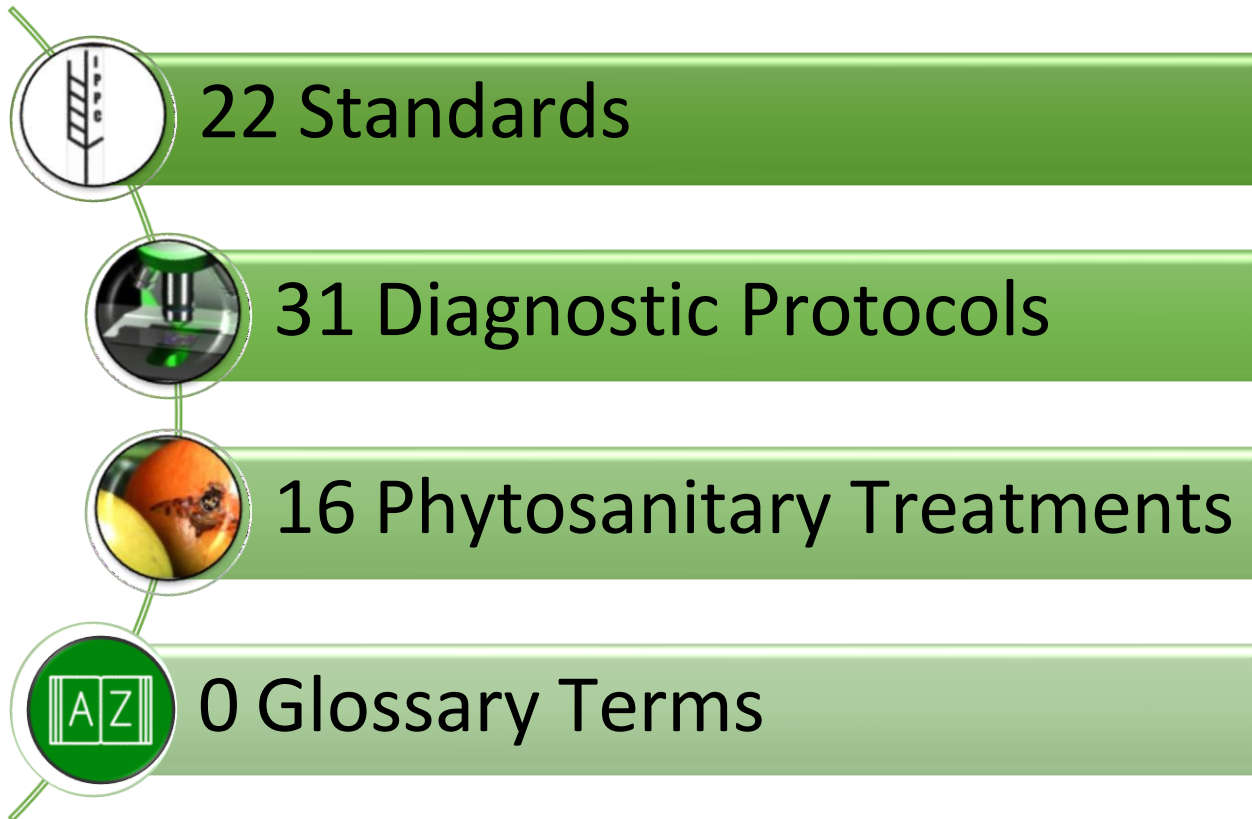 IPPC
22 Standards
31 Diagnostic Protocols
16 Phytosanitary Treatments
A Z
0 Glossary Terms